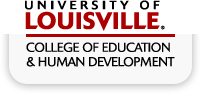 UNIVERSITY OF
LOUISVILLE.
COLLEGE OF EDUCATION
& HUMAN DEVELOPMENT